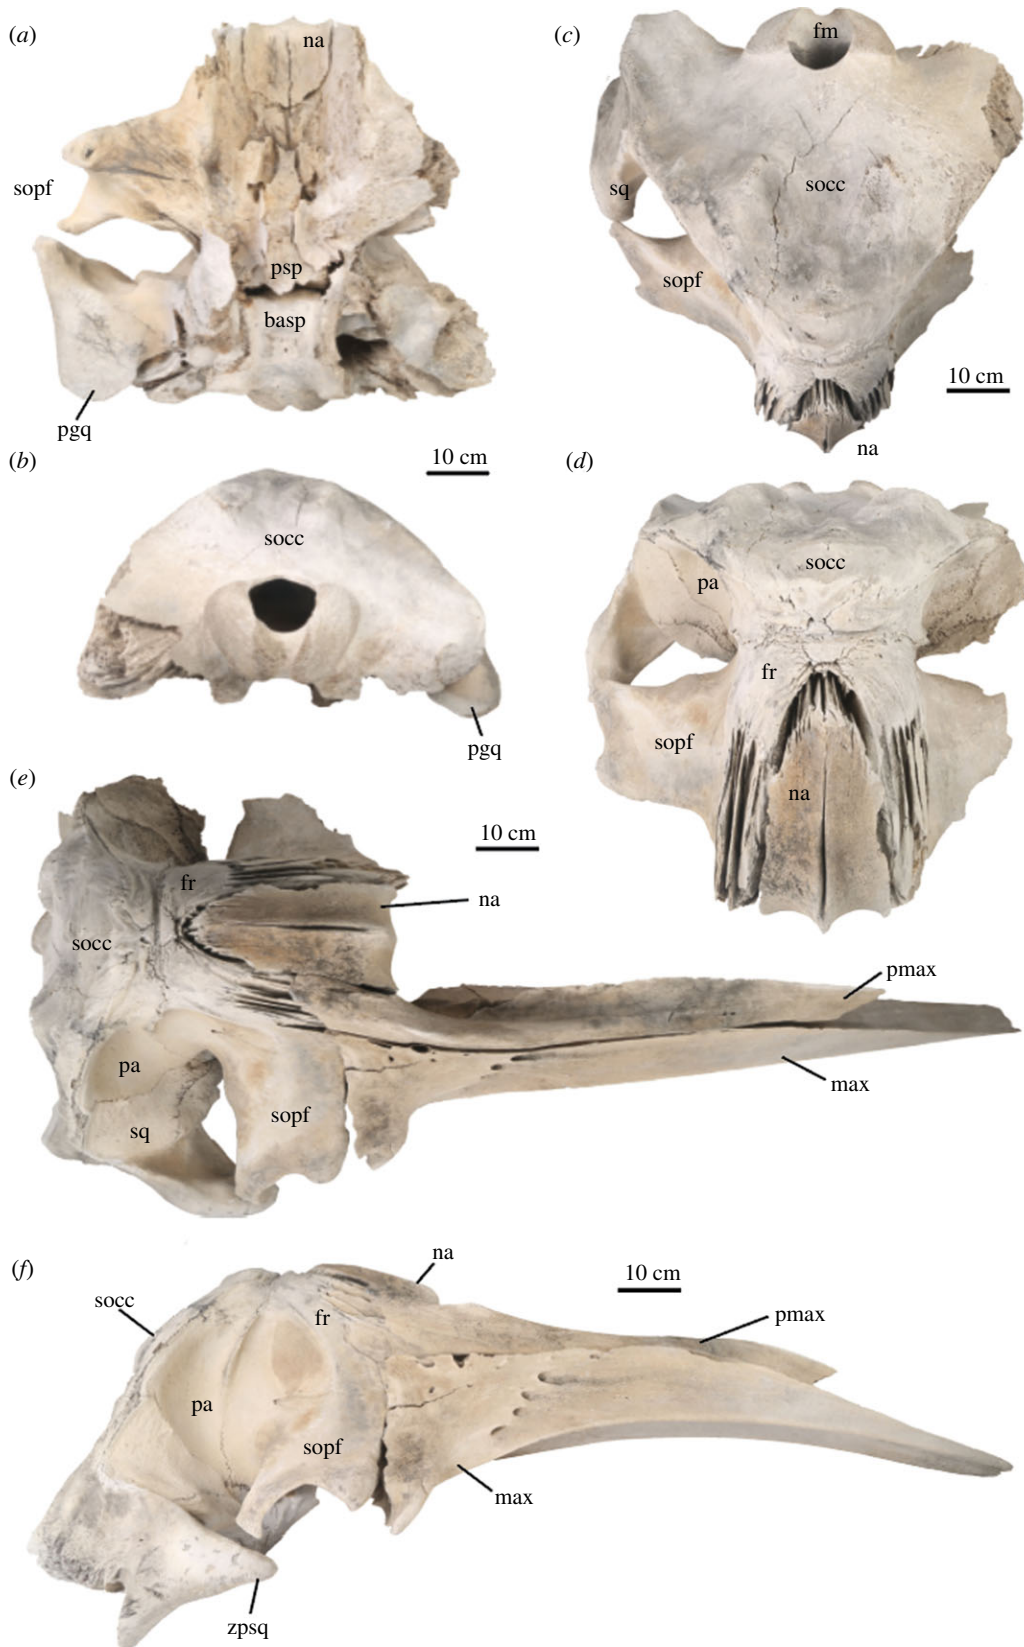 (a)
na
sopf
psp
basp
pgq
(b)
10 cm
socc
pgq
(c)
fm
sq
socc
sopf
10 cm
na
(d)
socc
pa
fr
sopf
na
(e)
10 cm
fr
na
socc
pmax
pa
max
sopf
sq
(f)
na
10 cm
socc
fr
pmax
pa
sopf
max
zpsq